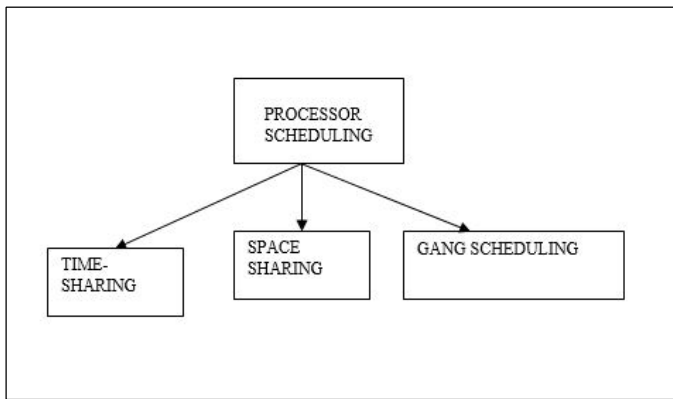 PROCESSOR
SCHEDULING
TIME-
SHARING
SPACE
SHARING
GANG SCHEDULING